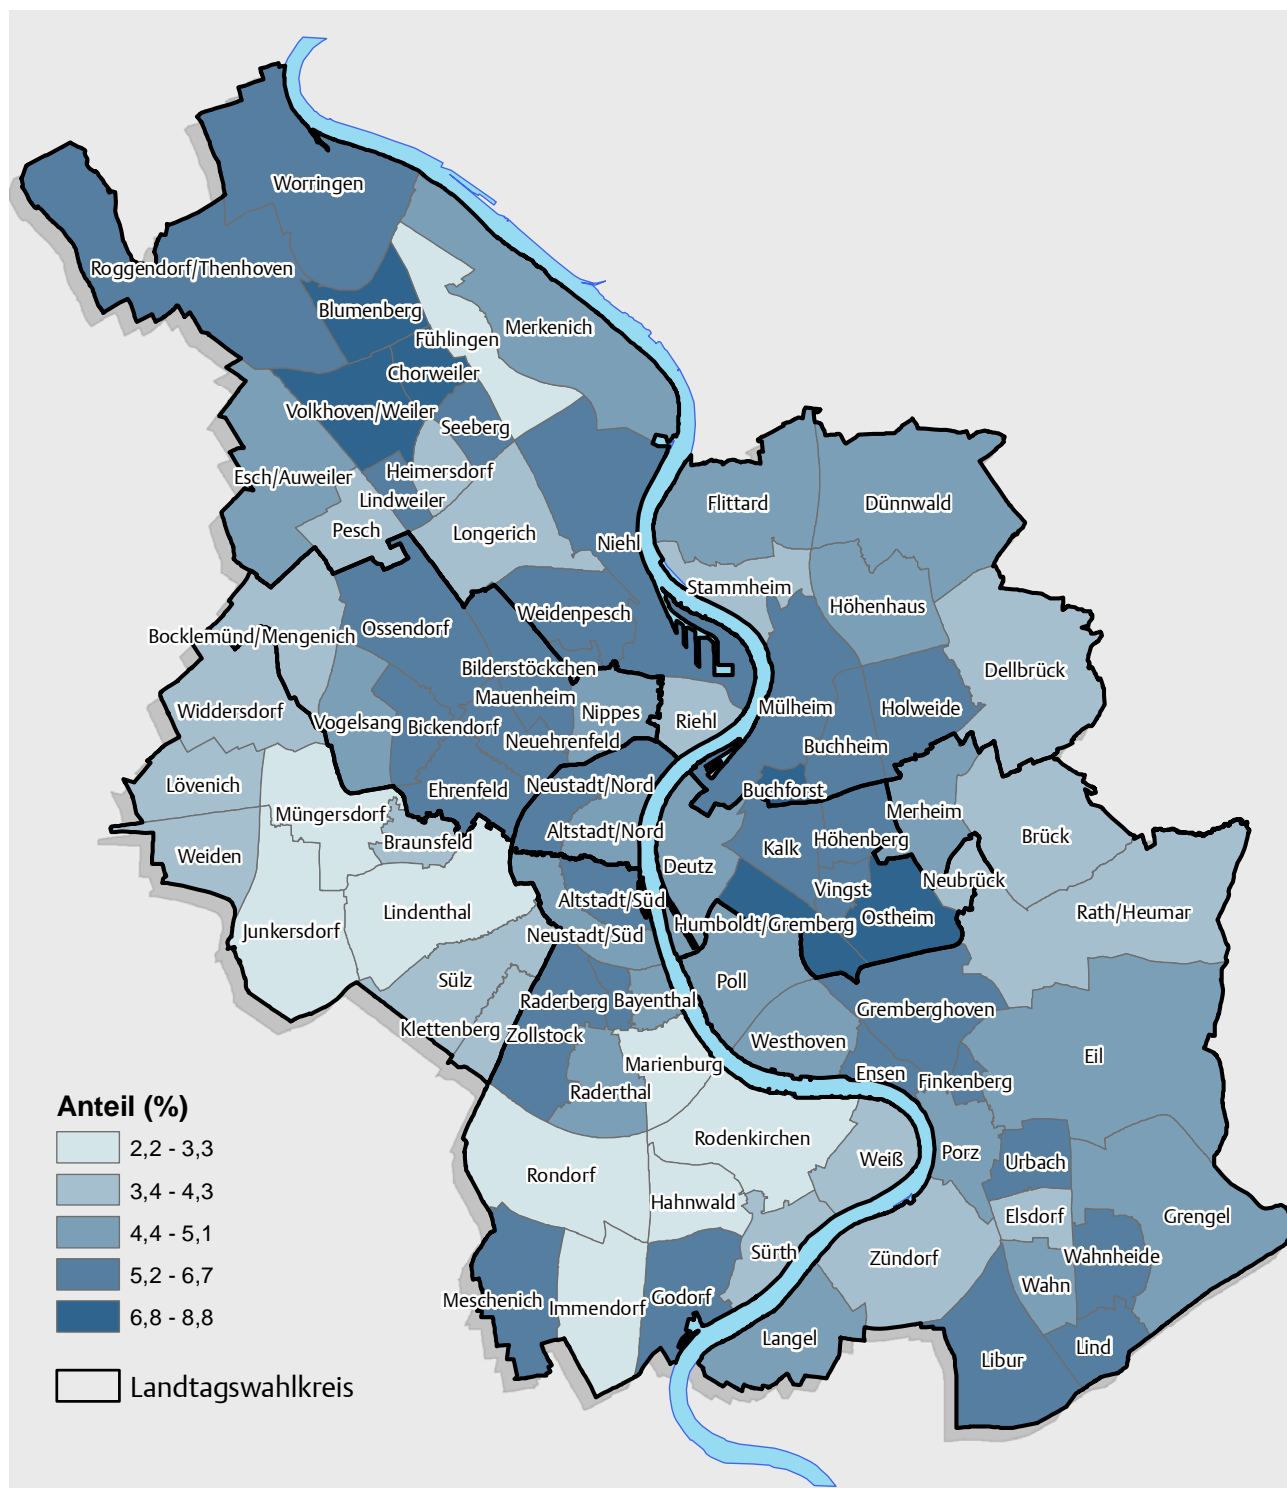 Worringen
Roggendorf/Thenhoven
Blumenberg
Fühlingen
Merkenich
Chorweiler
Volkhoven/Weiler
Seeberg
Heimersdorf
Esch/Auweiler
Lindweiler
Pesch
Longerich
Niehl
Flittard
Dünnwald
Stammheim
Höhenhaus
Weidenpesch
Ossendorf
Bocklemünd/Mengenich
Bilderstöckchen
Dellbrück
Mauenheim
Widdersdorf
Vogelsang
Bickendorf
Nippes
Riehl
Mülheim
Holweide
Neuehrenfeld
Buchheim
Lövenich
Ehrenfeld
Neustadt/Nord
Buchforst
Müngersdorf
Merheim
Altstadt/Nord
Braunsfeld
Höhenberg
Brück
Weiden
Kalk
Deutz
Neubrück
Vingst
Altstadt/Süd
Lindenthal
Rath/Heumar
Ostheim
Humboldt/Gremberg
Junkersdorf
Neustadt/Süd
Sülz
Poll
Raderberg
Bayenthal
Gremberghoven
Klettenberg
Zollstock
Westhoven
Eil
Marienburg
Ensen
Finkenberg
Raderthal
Anteil (%)
2,2 - 3,3
3,4 - 4,3
4,4 - 5,1
5,2 - 6,7
6,8 - 8,8
Landtagswahlkreis
Rodenkirchen
Weiß
Porz
Urbach
Rondorf
Hahnwald
Elsdorf
Grengel
Sürth
Zündorf
Wahnheide
Wahn
Meschenich
Immendorf
Godorf
Langel
Libur
Lind